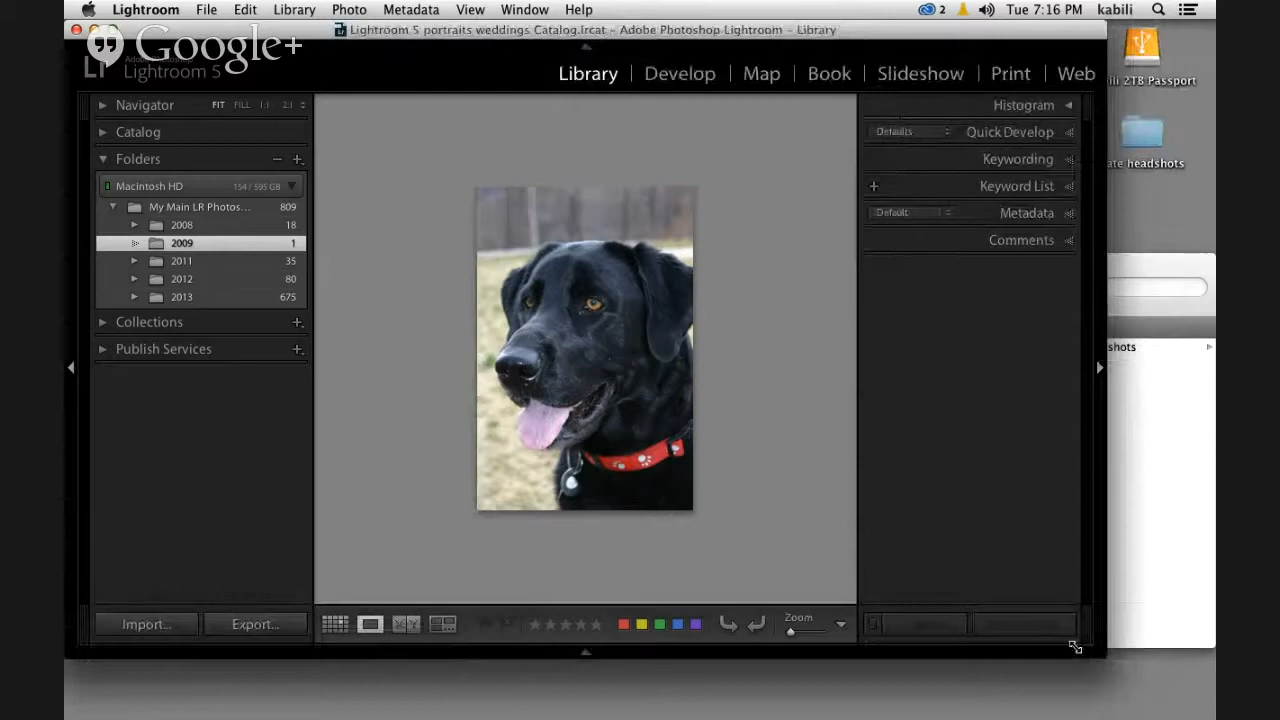 Lightroom File Edit Library Photo Metadata View Window Help
2 Tue 7:16 PM kabili
Lightroom 5 portraits weddings Catalog.lrcat - Adobe Photoshop Lightroom - Library
Google+
Lightroom 5
Library | Develop | Map | Book | Slideshow | Print | Web
2TB Passport
Navigator FIT FILL 1:1 2:1
Catalog
Folders
Macintosh HD 154 / 595 GB
My Main LR Photos... 809
2008 18
2009 1
2011 35
2012 80
2013 675
Collections
Publish Services
Histogram
Defaults Quick Develop
Keywording
Keyword List
Default Metadata
Comments
headshots
shots
Import... Export...
Zoom